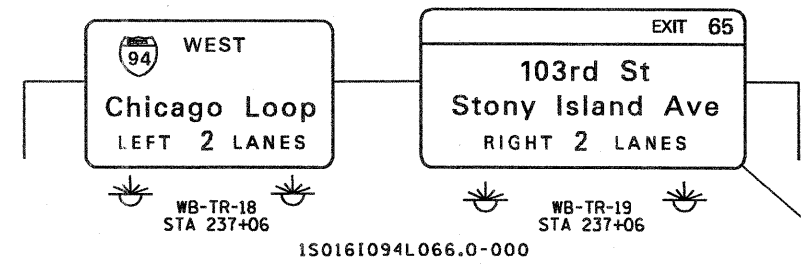 94 WEST
Chicago Loop
LEFT 2 LANES
EXIT 65
103rd St
Stony Island Ave
RIGHT 2 LANES
WB-TR-18
STA 237+06
WB-TR-19
STA 237+06
1S016I094L066.0-000